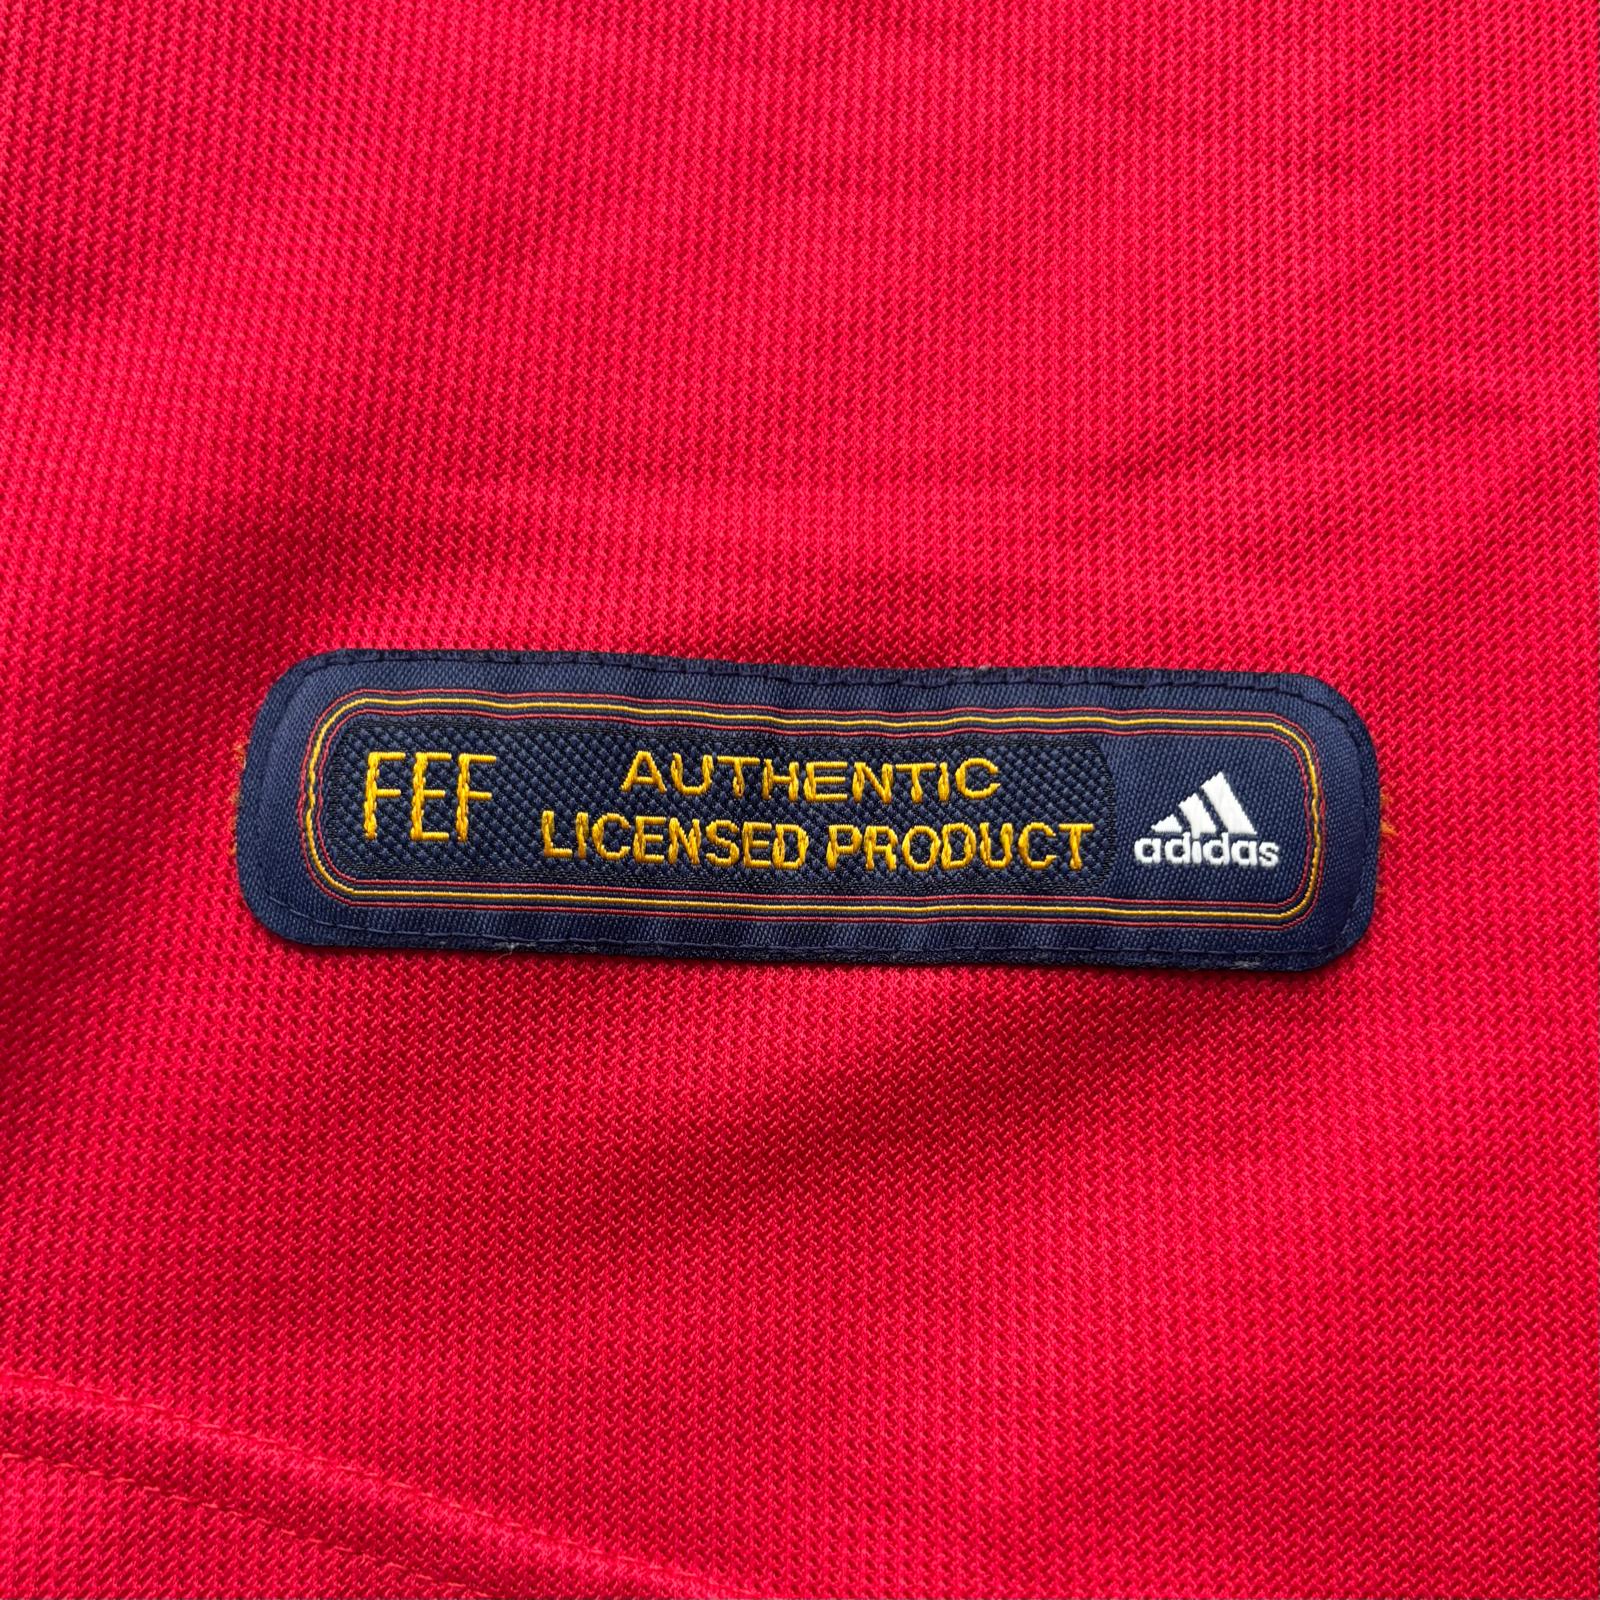 FEF
AUTHENTIC
LICENSED PRODUCT
adidas